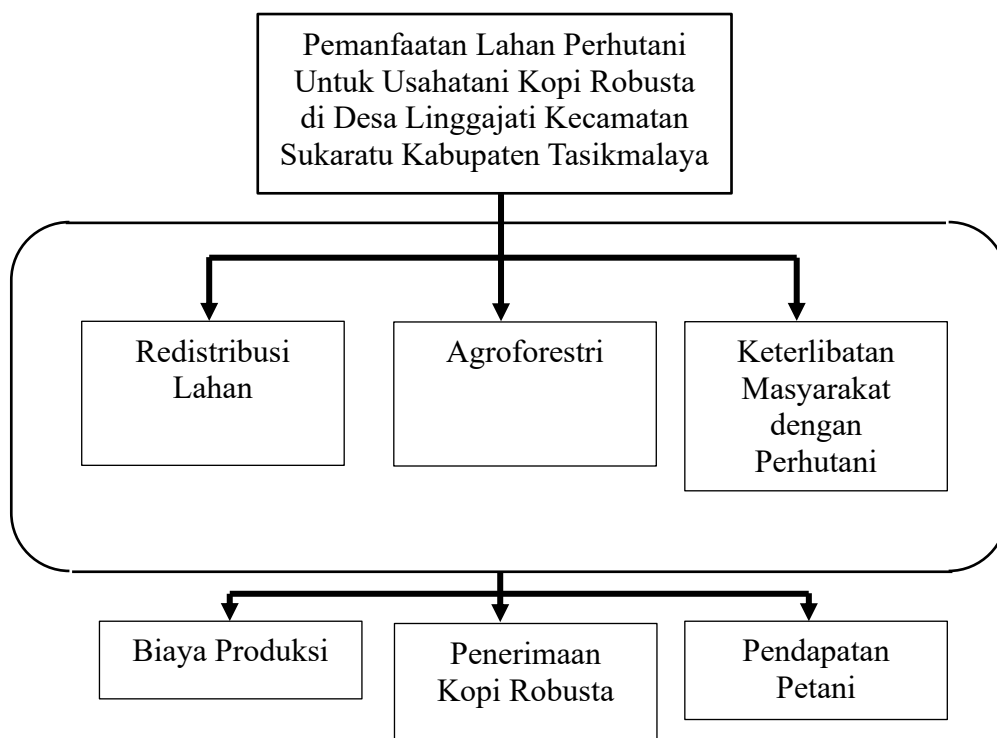 Pemanfaatan Lahan Perhutani
Untuk Usahatani Kopi Robusta
di Desa Linggajati Kecamatan
Sukaratu Kabupaten Tasikmalaya
Redistribusi
Lahan
Agroforestri
Keterlibatan
Masyarakat
dengan
Perhutani
Biaya Produksi
Penerimaan
Kopi Robusta
Pendapatan
Petani